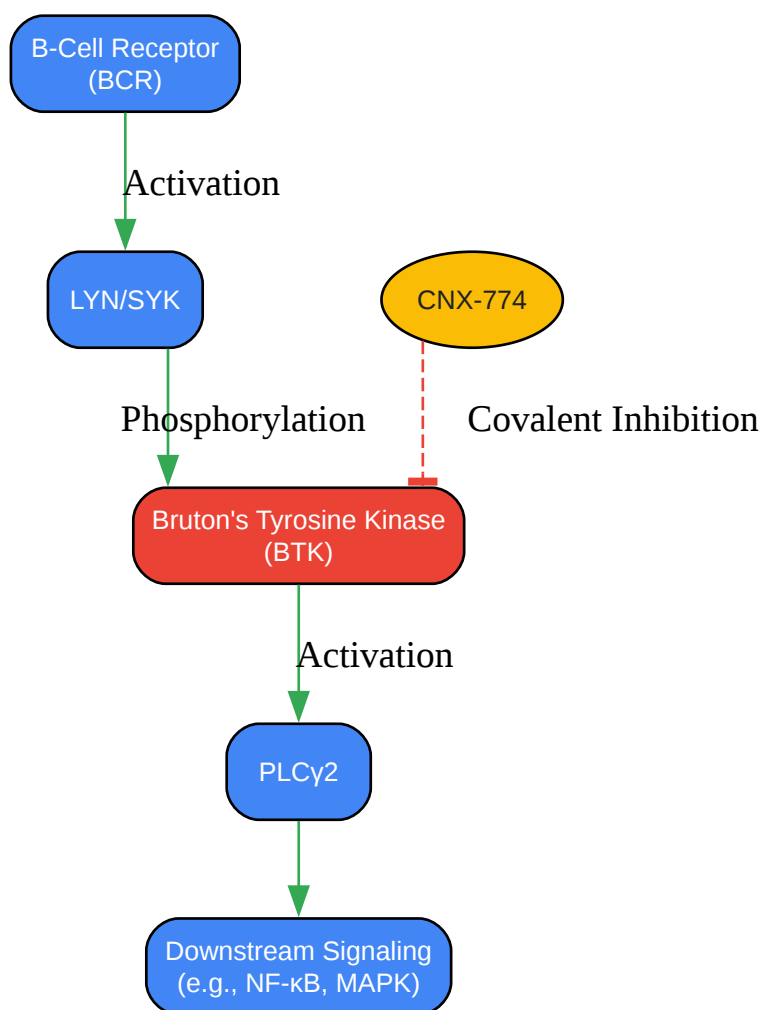 B-Cell Receptor
(BCR)
Activation
LYN/SYK
CNX-774
Phosphorylation
Covalent Inhibition
Bruton's Tyrosine Kinase
(BTK)
Activation
PLCγ2
Downstream Signaling
(e.g., NF-κB, MAPK)